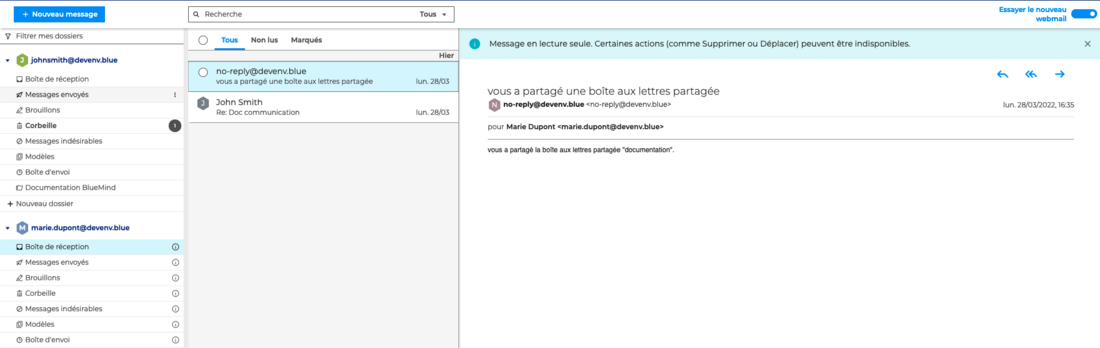 + Nouveau message
Recherche
Tous
Essayer le nouveau
webmail
Filtrer mes dossiers
J johnsmith@devenv.blue
Boîte de réception
Messages envoyés
Brouillons
Corbeille 1
Messages indésirables
Modèles
Boîte d'envoi
Documentation BlueMind
+ Nouveau dossier
M marie.dupont@devenv.blue
Boîte de réception
Messages envoyés
Brouillons
Corbeille
Messages indésirables
Modèles
Boîte d'envoi
Tous Non lus Marqués
Hier
no-reply@devenv.blue
vous a partagé une boîte aux lettres partagée lun. 28/03
J John Smith
Re: Doc communication lun. 28/03
Message en lecture seule. Certaines actions (comme Supprimer ou Déplacer) peuvent être indisponibles.
vous a partagé une boîte aux lettres partagée
N no-reply@devenv.blue <no-reply@devenv.blue> lun. 28/03/2022, 16:35
pour Marie Dupont <marie.dupont@devenv.blue>
vous a partagé la boîte aux lettres partagée "documentation".